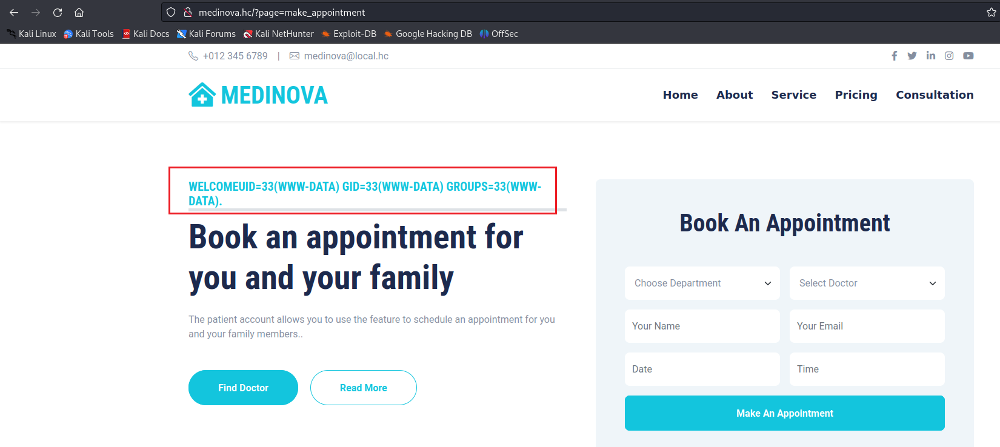 medinova.hc/?page=make_appointment
Kali Linux Kali Tools Kali Docs Kali Forums Kali NetHunter Exploit-DB Google Hacking DB OffSec
+012 345 6789 | medinova@local.hc
MEDINOVA
Home About Service Pricing Consultation
WELCOMEUID=33(WWW-DATA) GID=33(WWW-DATA) GROUPS=33(WWW-
DATA).
Book an appointment for
you and your family
The patient account allows you to use the feature to schedule an appointment for you
and your family members..
Find Doctor Read More
Book An Appointment
Choose Department Select Doctor
Your Name Your Email
Date Time
Make An Appointment